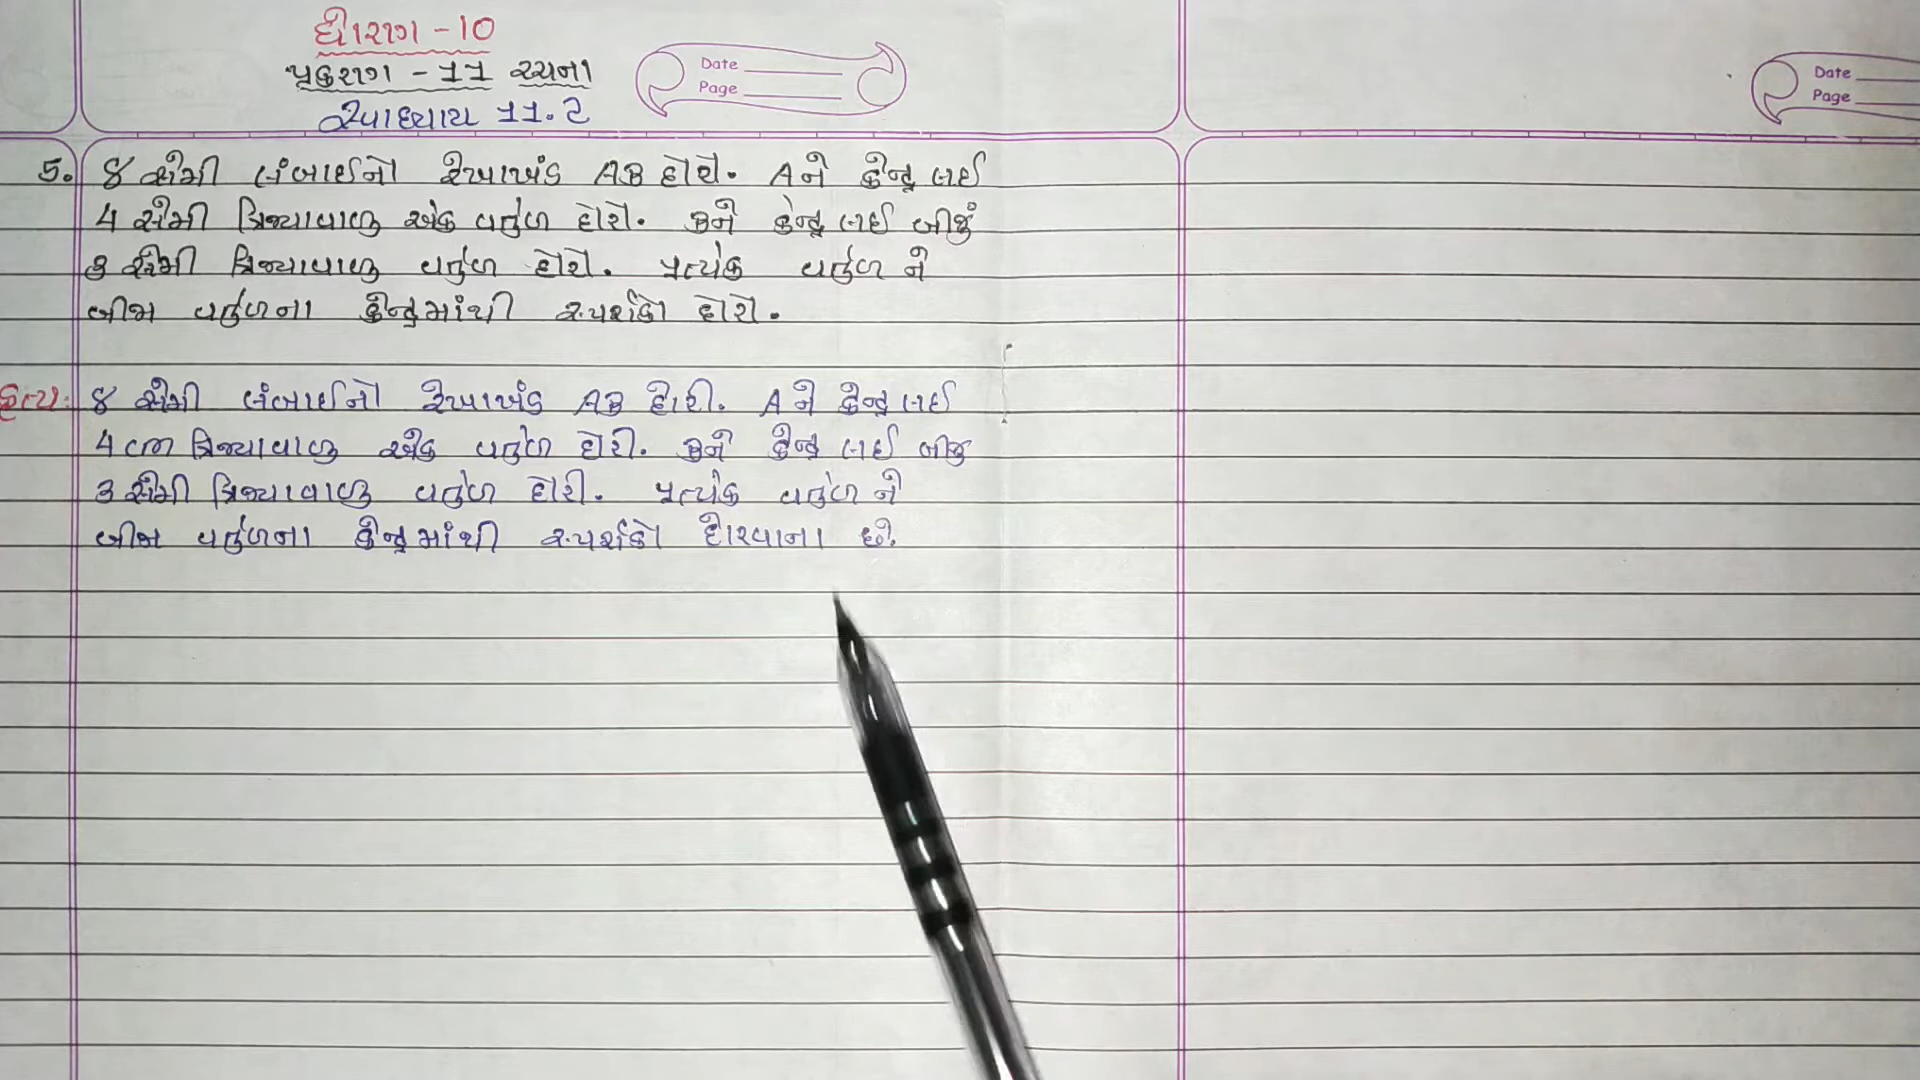 ધોરણ - 10
પ્રકરણ - 11 રચના
સ્વાધ્યાય 11.2
Date
Page
Date
Page
5. 8 સેમી લંબાઈનો રેખાખંડ AB દોરો. A ને કેન્દ્ર લઈ
4 સેમી ત્રિજ્યાવાળુ એક વર્તુળ દોરો. Bને કેન્દ્ર લઈ બીજું
3 સેમી ત્રિજ્યાવાળુ વર્તુળ દોરો. પ્રત્યેક વર્તુળ ને
બીજા વર્તુળના કેન્દ્રમાંથી સ્પર્શકો દોરો.
કૃત્ય: 8 સેમી લંબાઈનો રેખાખંડ AB દોરી. A ને કેન્દ્ર લઈ
4 cm ત્રિજ્યાવાળુ એક વર્તુળ દોરી. Bને કેન્દ્ર લઈ બીજુ
3 સેમી ત્રિજ્યાવાળુ વર્તુળ દોરી. પ્રત્યેક વર્તુળ ને
બીજા વર્તુળના કેન્દ્રમાંથી સ્પર્શકો દોરવાના છે.